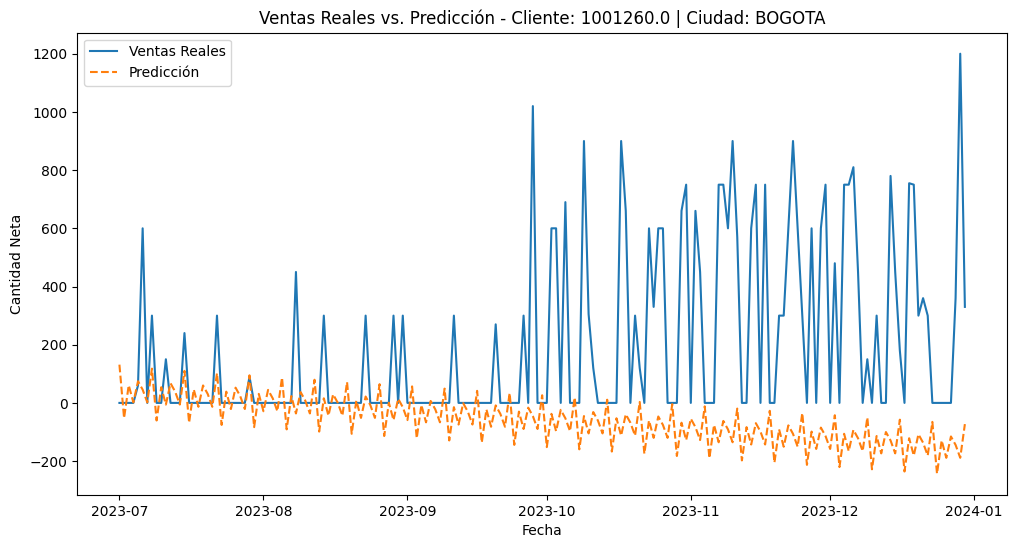 Ventas Reales vs. Predicción - Cliente: 1001260.0 | Ciudad: BOGOTA
Ventas Reales
Predicción
1200
1000
800
600
400
200
0
−200
Cantidad Neta
2023-07 2023-08 2023-09 2023-10 2023-11 2023-12 2024-01
Fecha